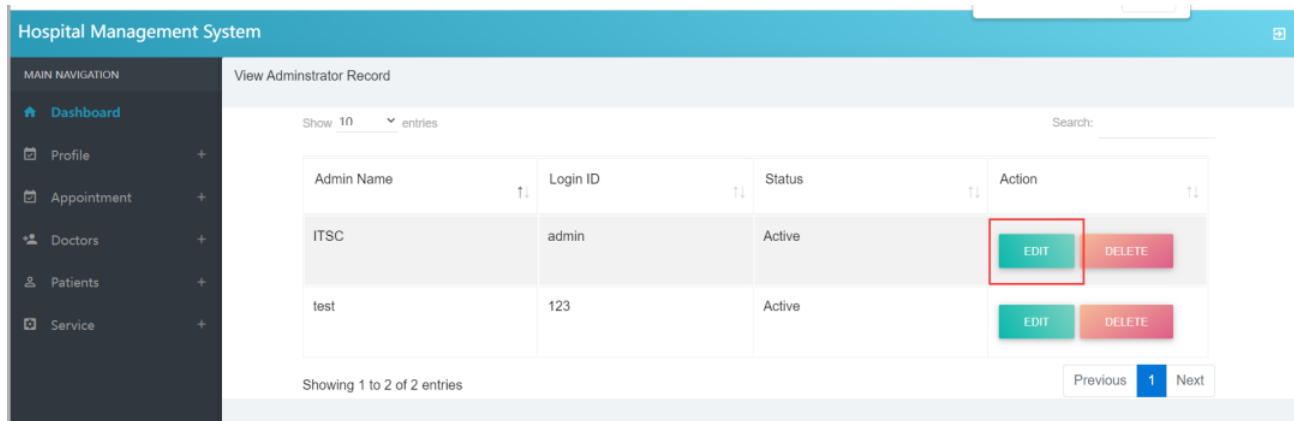 Hospital Management System
MAIN NAVIGATION
Dashboard
Profile +
Appointment +
Doctors +
Patients +
Service +
View Adminstrator Record
Show 10 entries
Search:
Admin Name Login ID Status Action
ITSC admin Active EDIT DELETE
test 123 Active EDIT DELETE
Showing 1 to 2 of 2 entries
Previous 1 Next